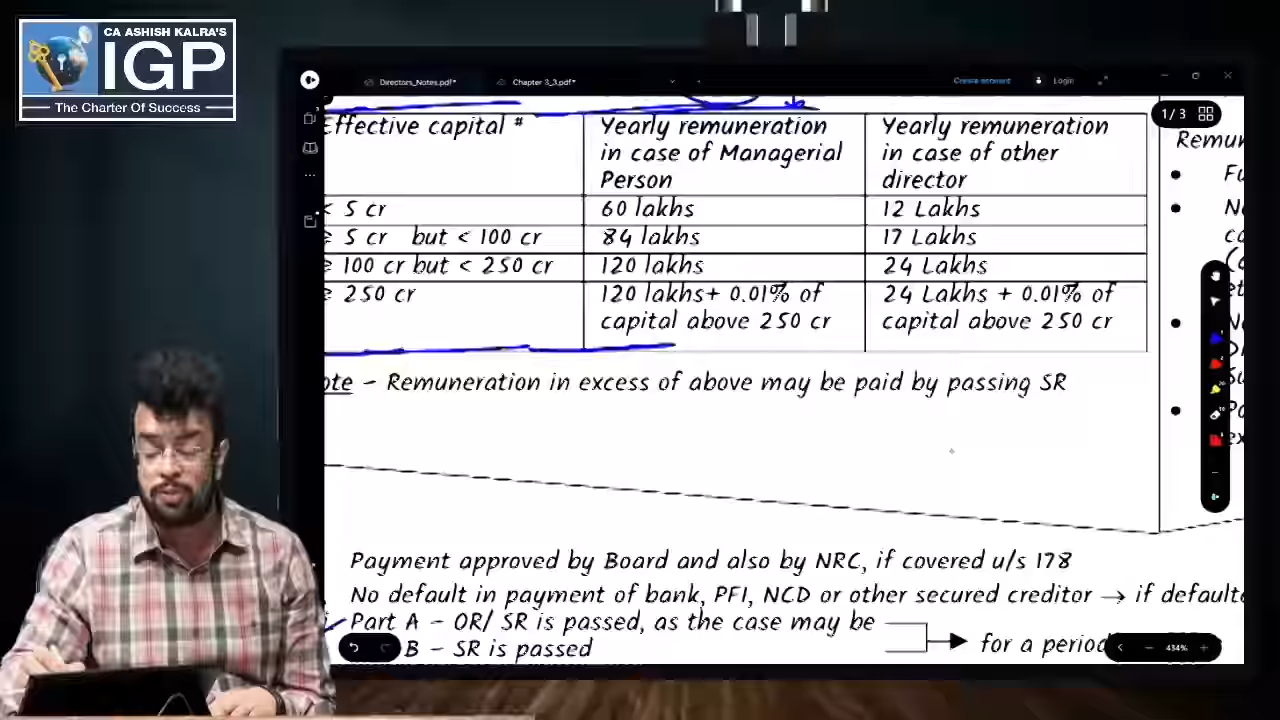 CA ASHISH KALRA'S
IGP
The Charter Of Success
Directors_Notes.pdf*
Chapter 3_3.pdf*
Create account
Login
1/3
Effective capital #
Yearly remuneration
in case of Managerial
Person
Yearly remuneration
in case of other
director
< 5 cr
60 lakhs
12 Lakhs
≥ 5 cr but < 100 cr
84 lakhs
17 Lakhs
≥ 100 cr but < 250 cr
120 lakhs
24 Lakhs
≥ 250 cr
120 lakhs+ 0.01% of
capital above 250 cr
24 Lakhs + 0.01% of
capital above 250 cr
ote - Remuneration in excess of above may be paid by passing SR
Payment approved by Board and also by NRC, if covered u/s 178
No default in payment of bank, PFI, NCD or other secured creditor → if default
Part A - OR/ SR is passed, as the case may be
B - SR is passed
for a period
434%